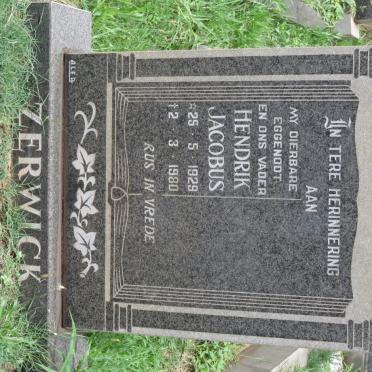 IN TERE HERINNERING
AAN
MY DIERBARE
EGGENOOT
EN ONS VADER
HENDRIK
JACOBUS
☆25 5 1929
†2 3 1980
RUS IN VREDE
ZERWICK